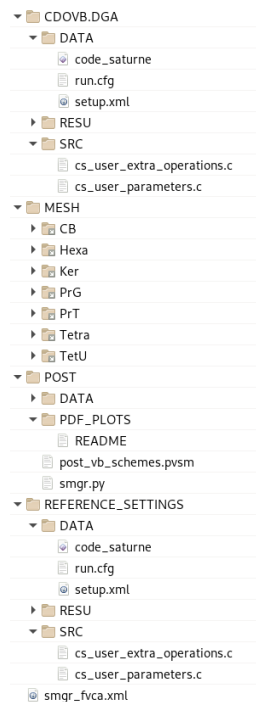 CDOVB.DGA
DATA
code_saturne
run.cfg
setup.xml
RESU
SRC
cs_user_extra_operations.c
cs_user_parameters.c
MESH
CB
Hexa
Ker
PrG
PrT
Tetra
TetU
POST
DATA
PDF_PLOTS
README
post_vb_schemes.pvsm
smgr.py
REFERENCE_SETTINGS
DATA
code_saturne
run.cfg
setup.xml
RESU
SRC
cs_user_extra_operations.c
cs_user_parameters.c
smgr_fvca.xml